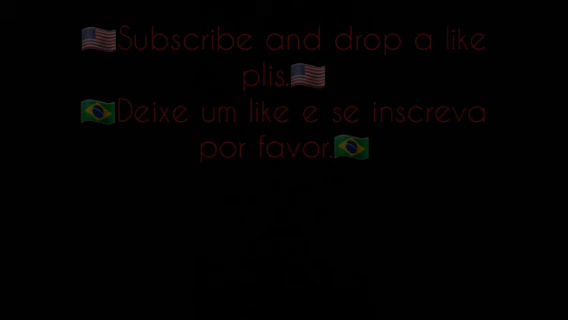 🇺🇸Subscribe and drop a like
plis.🇺🇸
🇧🇷Deixe um like e se inscreva
por favor.🇧🇷